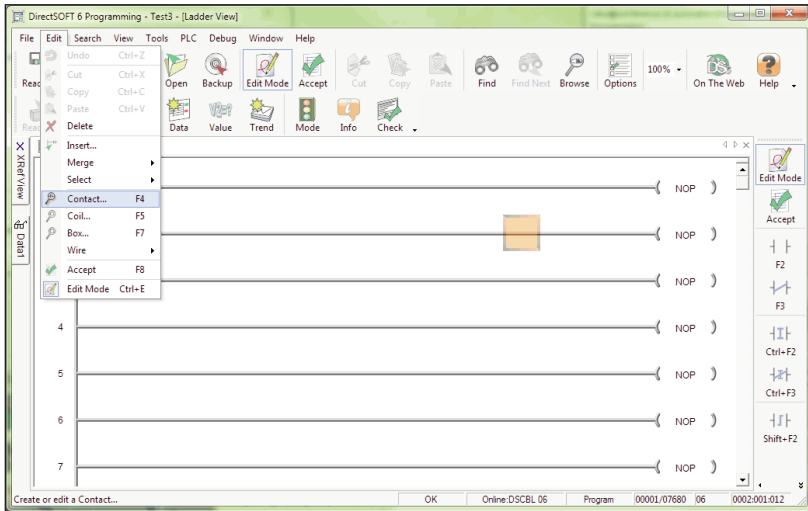 DirectSOFT 6 Programming - Test3 - [Ladder View]
File Edit Search View Tools PLC Debug Window Help
Undo Ctrl+Z
Cut Ctrl+X
Copy Ctrl+C
Paste Ctrl+V
Delete
Insert...
Merge
Select
Contact... F4
Coil... F5
Box... F7
Wire
Accept F8
Edit Mode Ctrl+E
Open Backup Edit Mode Accept Cut Copy Paste Find Find Next Browse Options 100% On The Web Help
Data Value Trend Mode Info Check
XRefView
Data1
NOP
NOP
NOP
4 NOP
5 NOP
6 NOP
7 NOP
Edit Mode
Accept
F2
F3
Ctrl+F2
Ctrl+F3
Shift+F2
Create or edit a Contact... OK Online:DSCBL 06 Program 00001/07680 06 0002:001:012